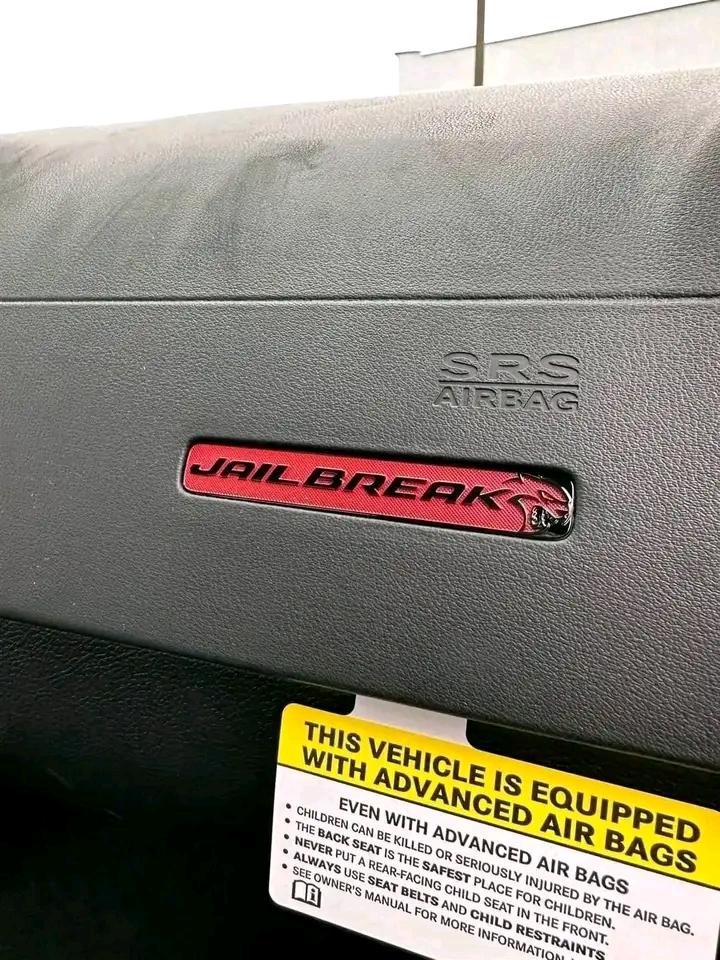 SRS
AIRBAG
JAILBREAK
THIS VEHICLE IS EQUIPPED
WITH ADVANCED AIR BAGS
EVEN WITH ADVANCED AIR BAGS
• CHILDREN CAN BE KILLED OR SERIOUSLY INJURED BY THE AIR BAG.
• THE BACK SEAT IS THE SAFEST PLACE FOR CHILDREN.
• NEVER PUT A REAR-FACING CHILD SEAT IN THE FRONT.
• ALWAYS USE SEAT BELTS AND CHILD RESTRAINTS
SEE OWNER'S MANUAL FOR MORE INFORMATION